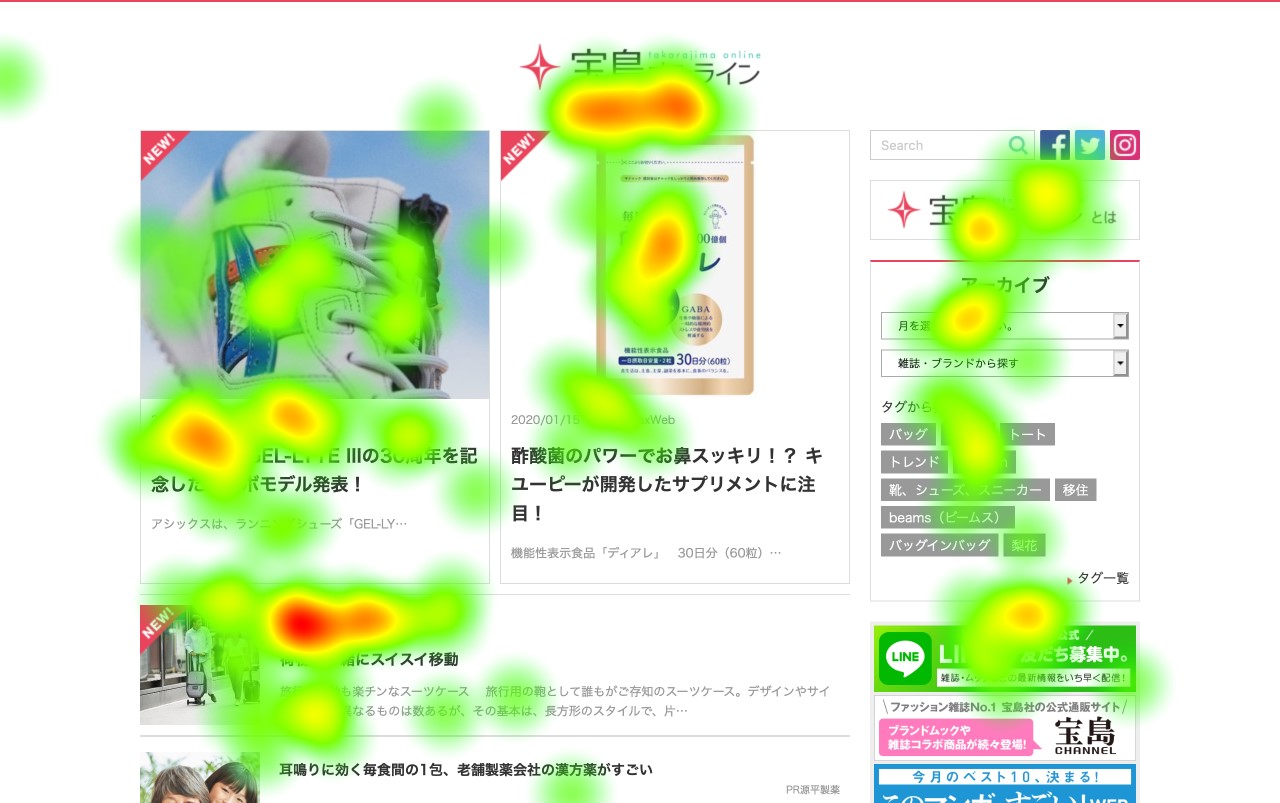 takarajima online
宝島
ライン
NEW!
NEW!
GABA
機能性表示食品
30日分(60粒)
2020/01/15
Web
GEL-LYTE IIIの30周年を記
念した
ボモデル発表！
アシックスは、ランニングシューズ「GEL-LY…
酢酸菌のパワーでお鼻スッキリ！？ キ
ユーピーが開発したサプリメントに注
目！
機能性表示食品「ディアレ」　30日分（60粒）…
NEW!
にスイスイ移動
も楽チンなスーツケース　旅行用の鞄として誰もがご存知のスーツケース。デザインやサイ
なるものは数あるが、その基本は、長方形のスタイルで、片…
耳鳴りに効く毎食間の1包、老舗製薬会社の漢方薬がすごい
PR源平製薬
Search
宝
とは
アーカイブ
月を選
い。
雑誌・ブランドから探す
タグから
バッグ
トート
トレンド
靴、シューズ、スニーカー
移住
beams（ビームス）
バッグインバッグ
梨花
タグ一覧
LINE
公式
友だち募集中。
雑誌・ムックなどの最新情報をいち早く配信！
ファッション雑誌No.1 宝島社の公式通販サイト
ブランドムックや
雑誌コラボ商品が続々登場!
宝島
CHANNEL
今月のベスト10、決まる!
このマンガがすごい! WEB